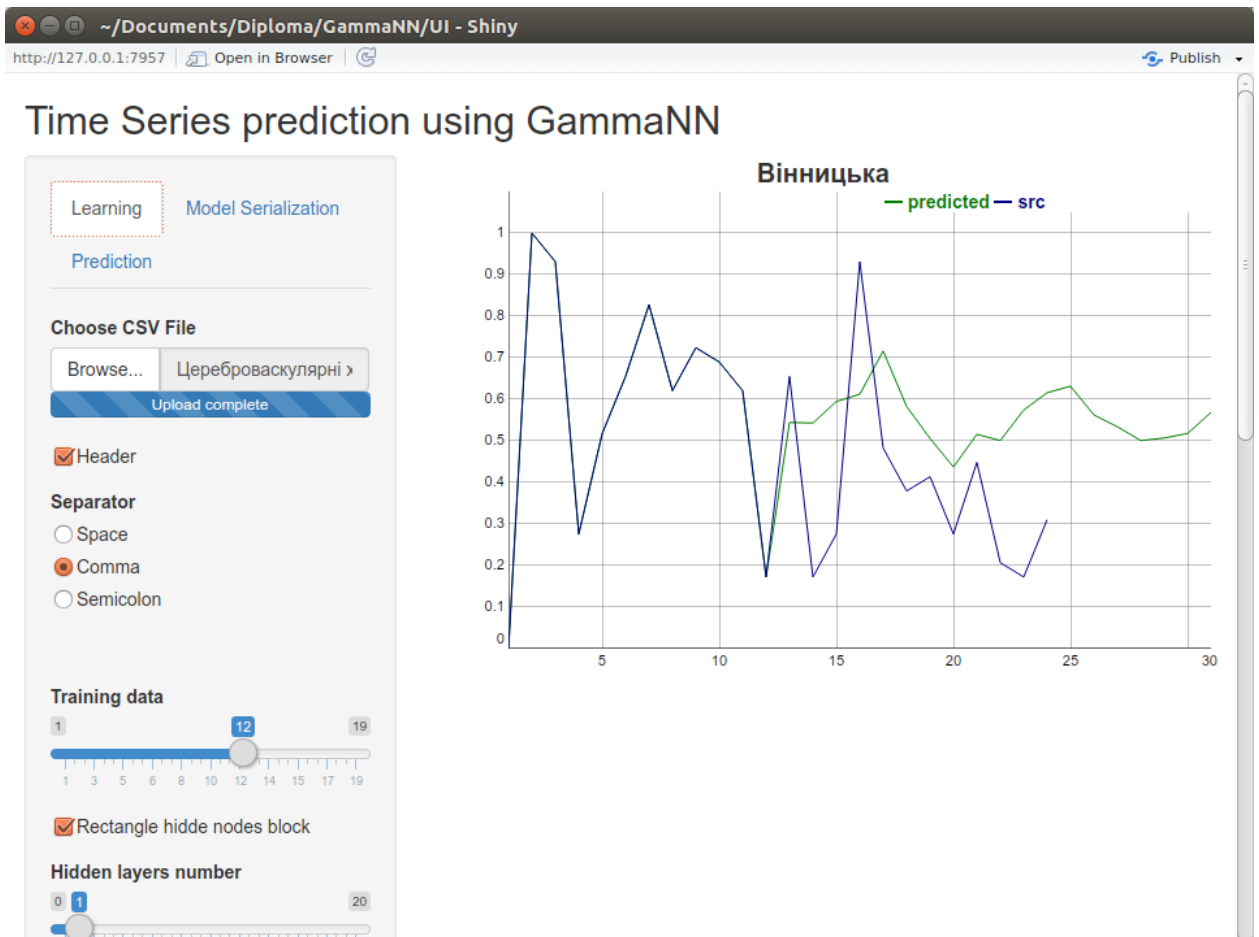 ~/Documents/Diploma/GammaNN/UI - Shiny
http://127.0.0.1:7957 Open in Browser Publish
Time Series prediction using GammaNN
Learning Model Serialization
Prediction
Choose CSV File
Browse... Цереброваскулярні х
Upload complete
Header
Separator
Space
Comma
Semicolon
Training data
1 12 19
1 3 5 6 8 10 12 14 15 17 19
Rectangle hidde nodes block
Hidden layers number
0 1 20
Вінницька
predicted src
1
0.9
0.8
0.7
0.6
0.5
0.4
0.3
0.2
0.1
0
5 10 15 20 25 30